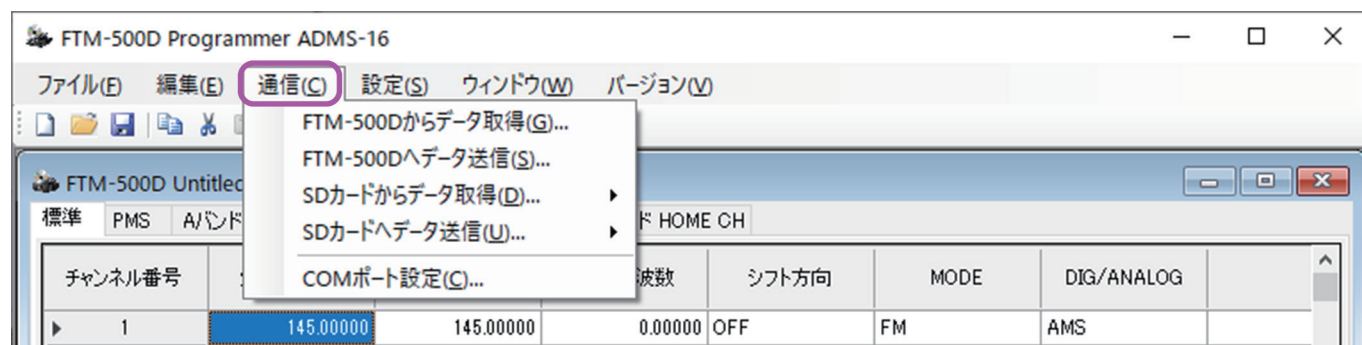 FTM-500D Programmer ADMS-16
ファイル(F) 編集(E) 通信(C) 設定(S) ウィンドウ(W) バージョン(V)
FTM-500Dからデータ取得(G)...
FTM-500Dへデータ送信(S)...
SDカードからデータ取得(D)...
SDカードへデータ送信(U)...
COMポート設定(C)...
FTM-500D Untitled
標準 PMS Aバンド HOME CH
チャンネル番号 波数 シフト方向 MODE DIG/ANALOG
1 145.00000 145.00000 0.00000 OFF FM AMS